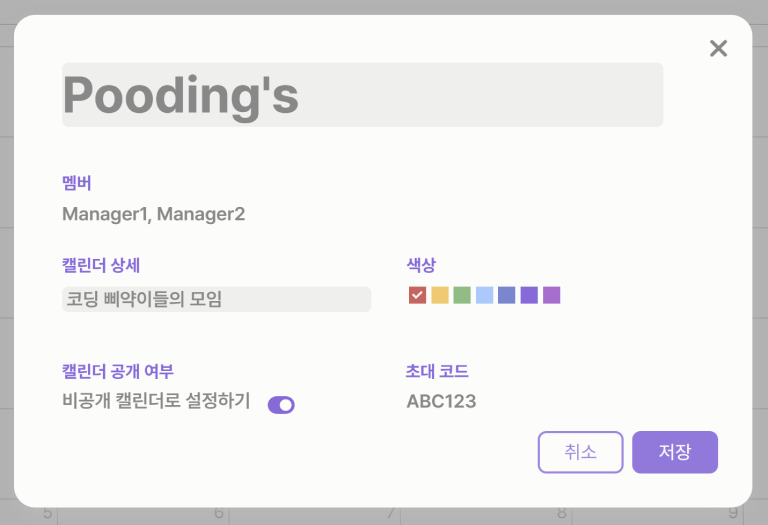 Pooding's
멤버
Manager1, Manager2
캘린더 상세
색상
코딩 삐약이들의 모임
캘린더 공개 여부
초대 코드
비공개 캘린더로 설정하기
ABC123
취소
저장
5 6 7 8 9